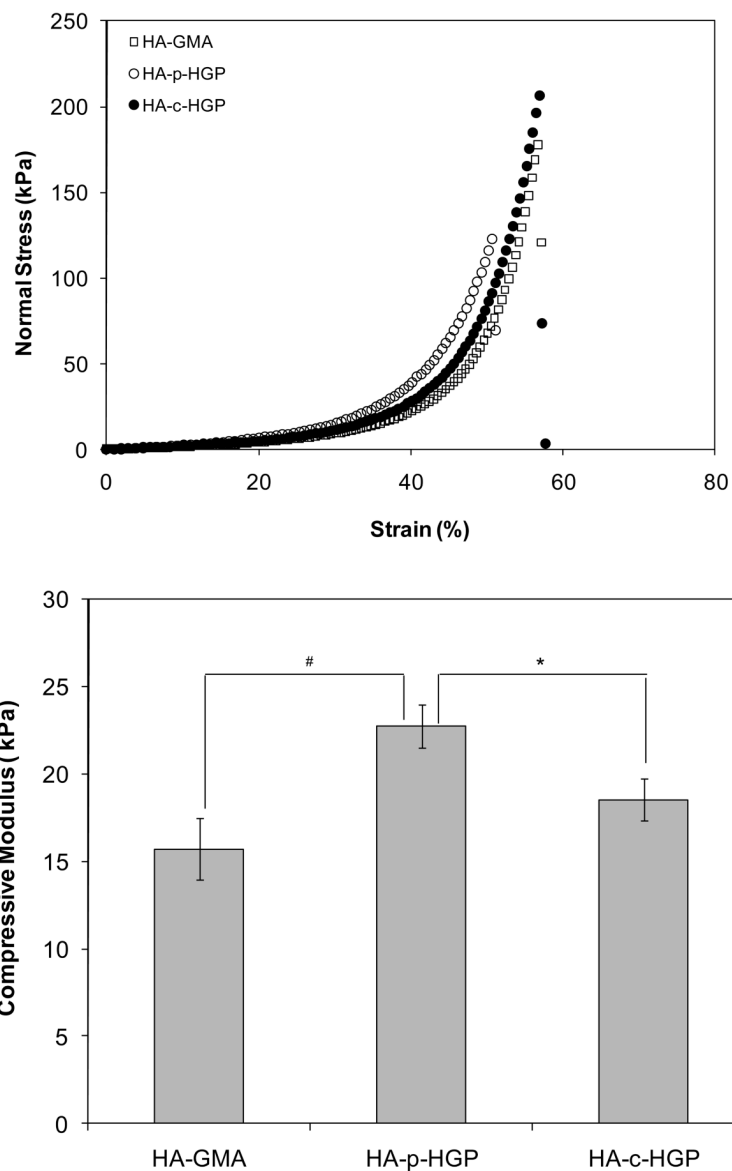 250
200
150
100
50
0
Normal Stress (kPa)
HA-GMA
HA-p-HGP
HA-c-HGP
0 20 40 60 80
Strain (%)
30
25
20
15
10
5
0
Compressive Modulus ( kPa)
# *
HA-GMA HA-p-HGP HA-c-HGP